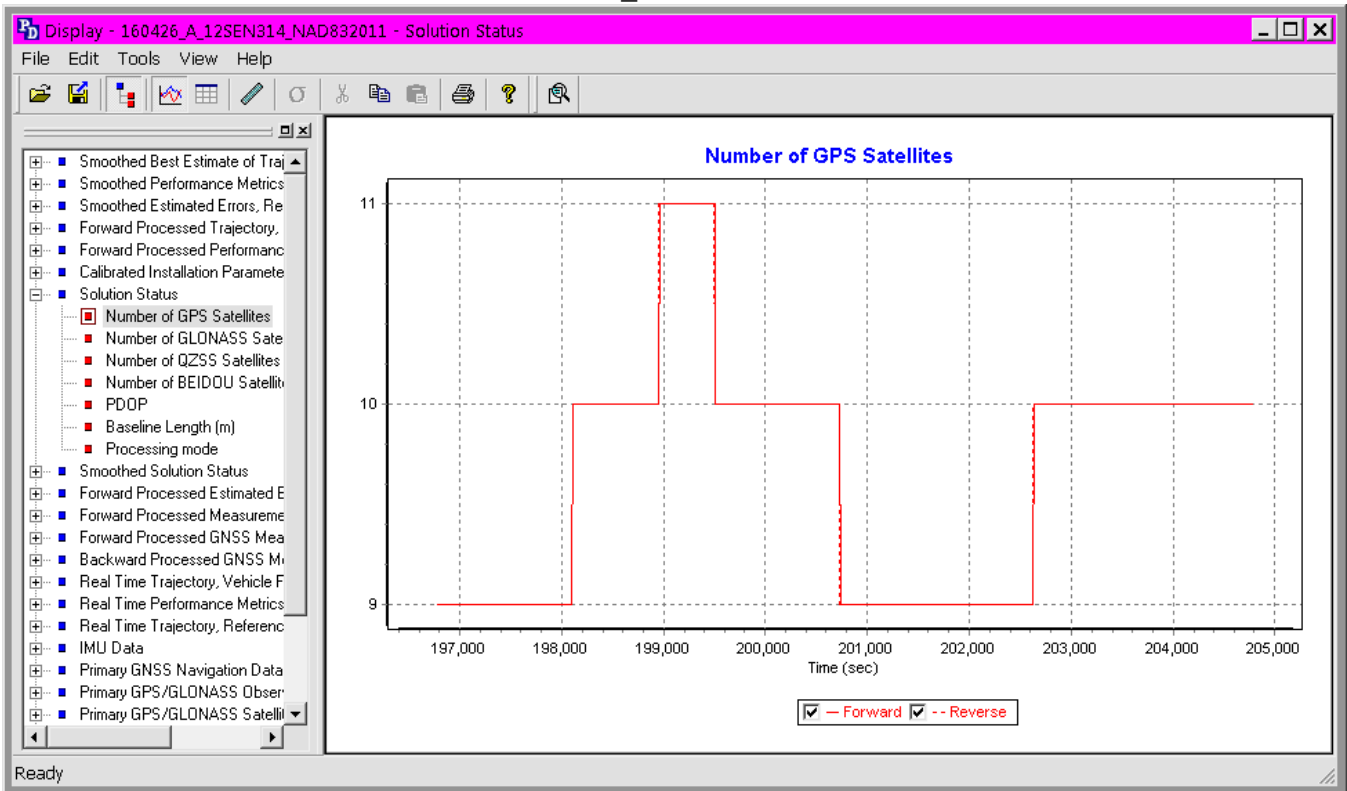 Display - 160426_A_12SEN314_NAD832011 - Solution Status
File Edit Tools View Help
Smoothed Best Estimate of Traj
Smoothed Performance Metrics
Smoothed Estimated Errors, Re
Forward Processed Trajectory,
Forward Processed Performanc
Calibrated Installation Paramete
Solution Status
Number of GPS Satellites
Number of GLONASS Sate
Number of QZSS Satellites
Number of BEIDOU Satellit
PDOP
Baseline Length (m)
Processing mode
Smoothed Solution Status
Forward Processed Estimated E
Forward Processed Measureme
Forward Processed GNSS Mea
Backward Processed GNSS M
Real Time Trajectory, Vehicle F
Real Time Performance Metrics
Real Time Trajectory, Referenc
IMU Data
Primary GNSS Navigation Data
Primary GPS/GLONASS Obser
Primary GPS/GLONASS Satelli
Number of GPS Satellites
11
10
9
197,000 198,000 199,000 200,000 201,000 202,000 203,000 204,000 205,000
Time (sec)
Forward Reverse
Ready